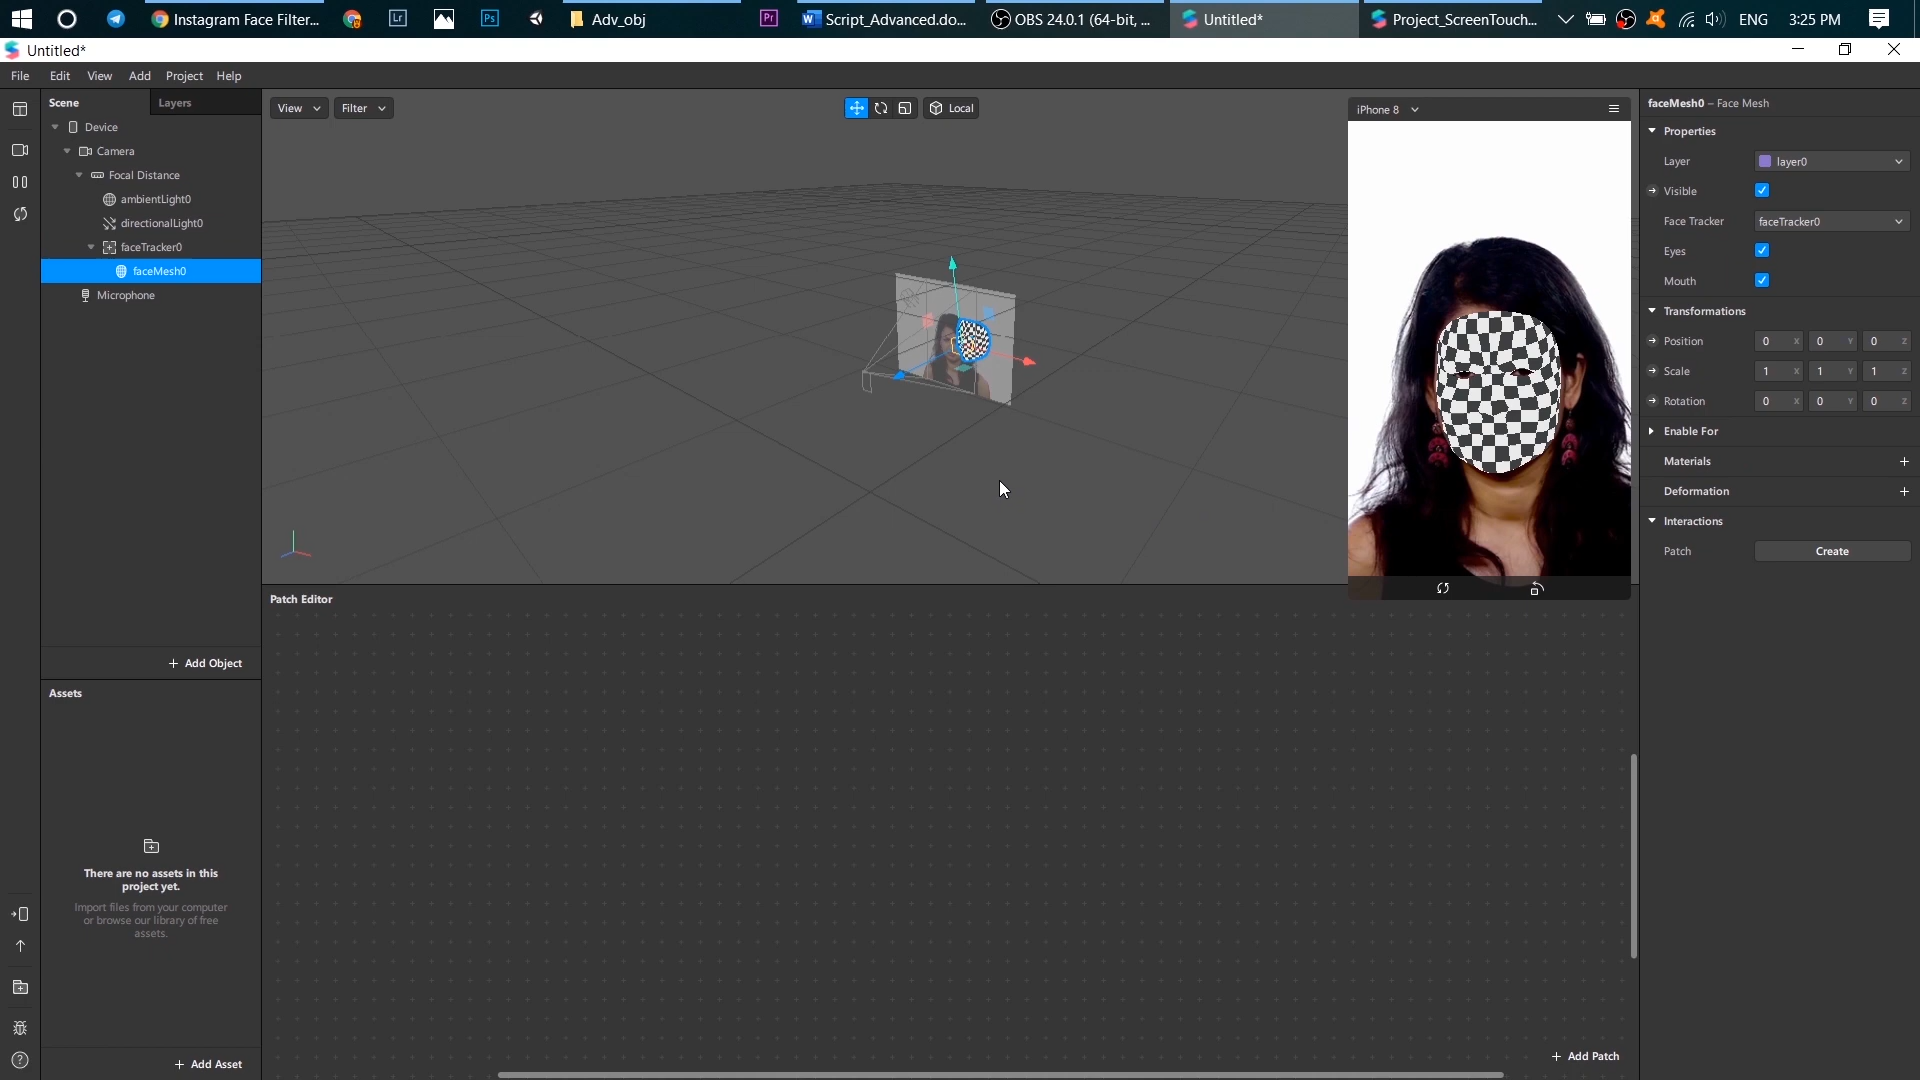 Instagram Face Filter...
Lr
Ps
Adv_obj
Pr
Script_Advanced.do...
OBS 24.0.1 (64-bit, ...
Untitled*
Project_ScreenTouch...
ENG
3:25 PM
Untitled*
File Edit View Add Project Help
Scene
Layers
Device
Camera
Focal Distance
ambientLight0
directionalLight0
faceTracker0
faceMesh0
Microphone
+ Add Object
Assets
There are no assets in this
project yet.
Import files from your computer
or browse our library of free
assets.
+ Add Asset
View
Filter
Local
iPhone 8
Patch Editor
+ Add Patch
faceMesh0 – Face Mesh
Properties
Layer
layer0
Visible
Face Tracker
faceTracker0
Eyes
Mouth
Transformations
Position 0 X 0 Y 0 Z
Scale 1 X 1 Y 1 Z
Rotation 0 X 0 Y 0 Z
Enable For
Materials +
Deformation +
Interactions
Patch
Create